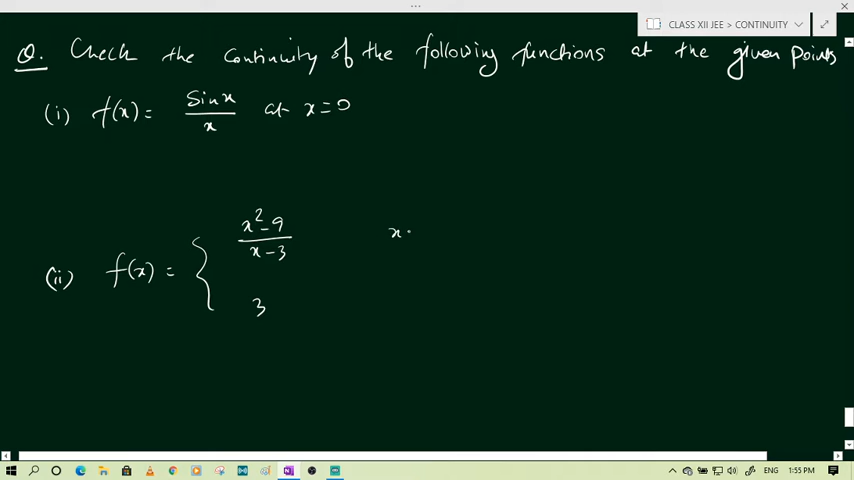 CLASS XII JEE > CONTINUITY
Q. Check the continuity of the following functions at the given points
(i) f(x) = sinx / x at x = 0
(ii) f(x) = { x² - 9 / x - 3 x
3
ENG 1:55 PM